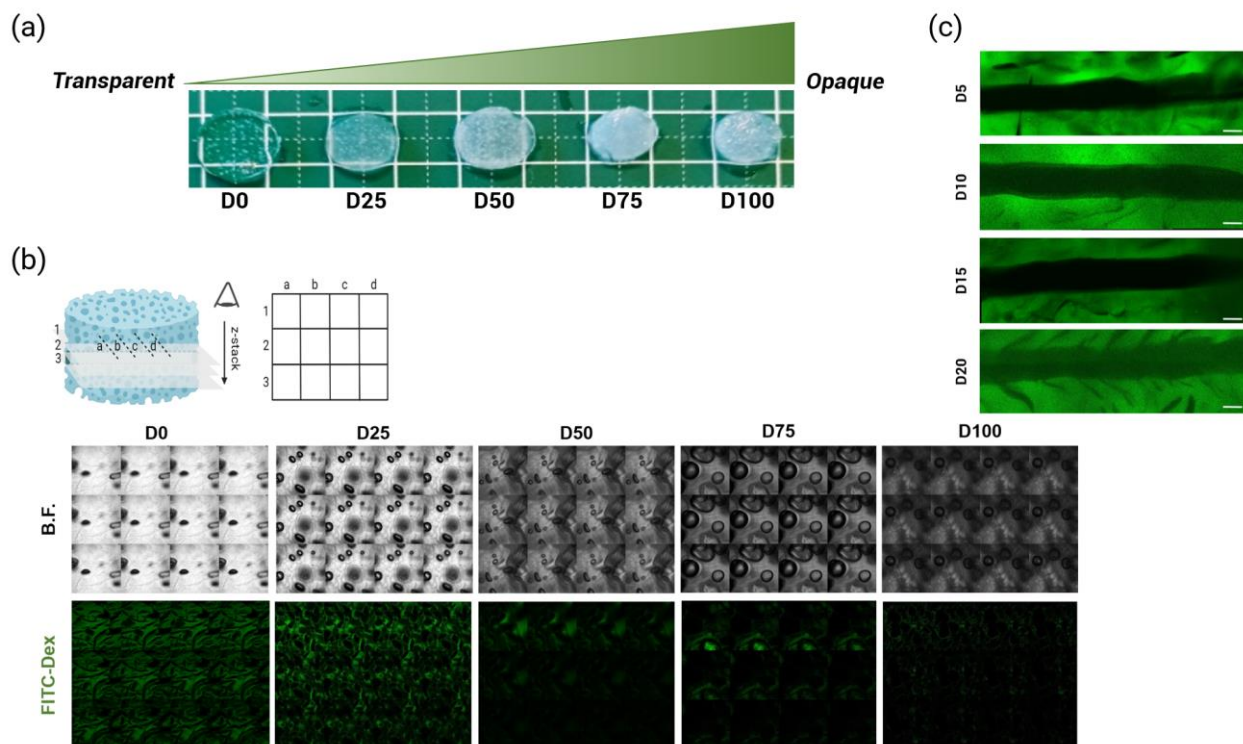 (a)
Transparent
Opaque
D0 D25 D50 D75 D100
(b)
a b c d
1
2
3
1
2
3
a b c d
z-stack
D0 D25 D50 D75 D100
B.F.
FITC-Dex
(c)
D5
D10
D15
D20